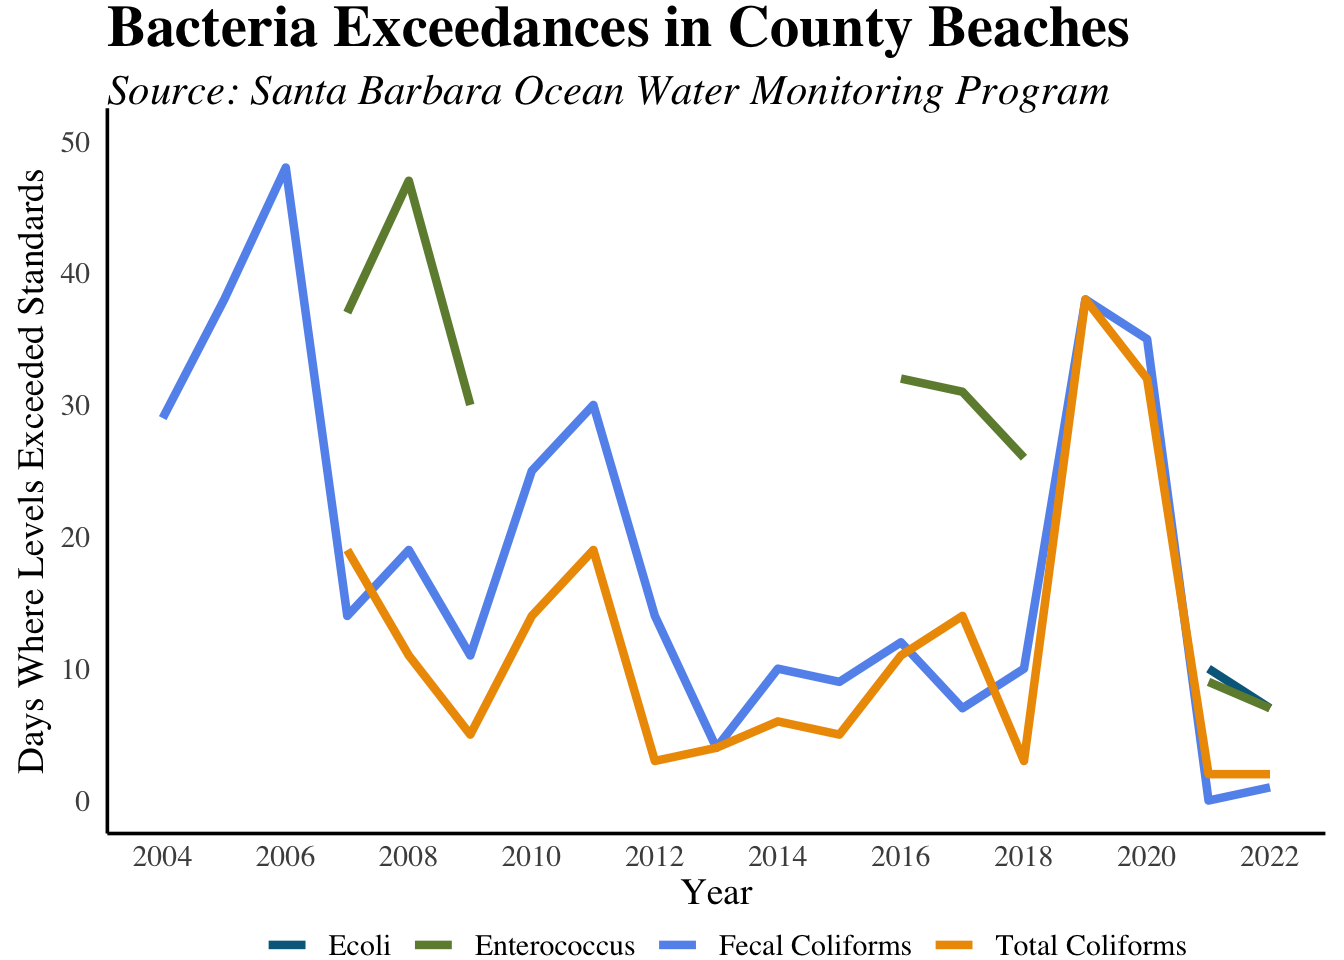 Bacteria Exceedances in County Beaches
Source: Santa Barbara Ocean Water Monitoring Program
Days Where Levels Exceeded Standards
50
40
30
20
10
0
2004 2006 2008 2010 2012 2014 2016 2018 2020 2022
Year
Ecoli Enterococcus Fecal Coliforms Total Coliforms